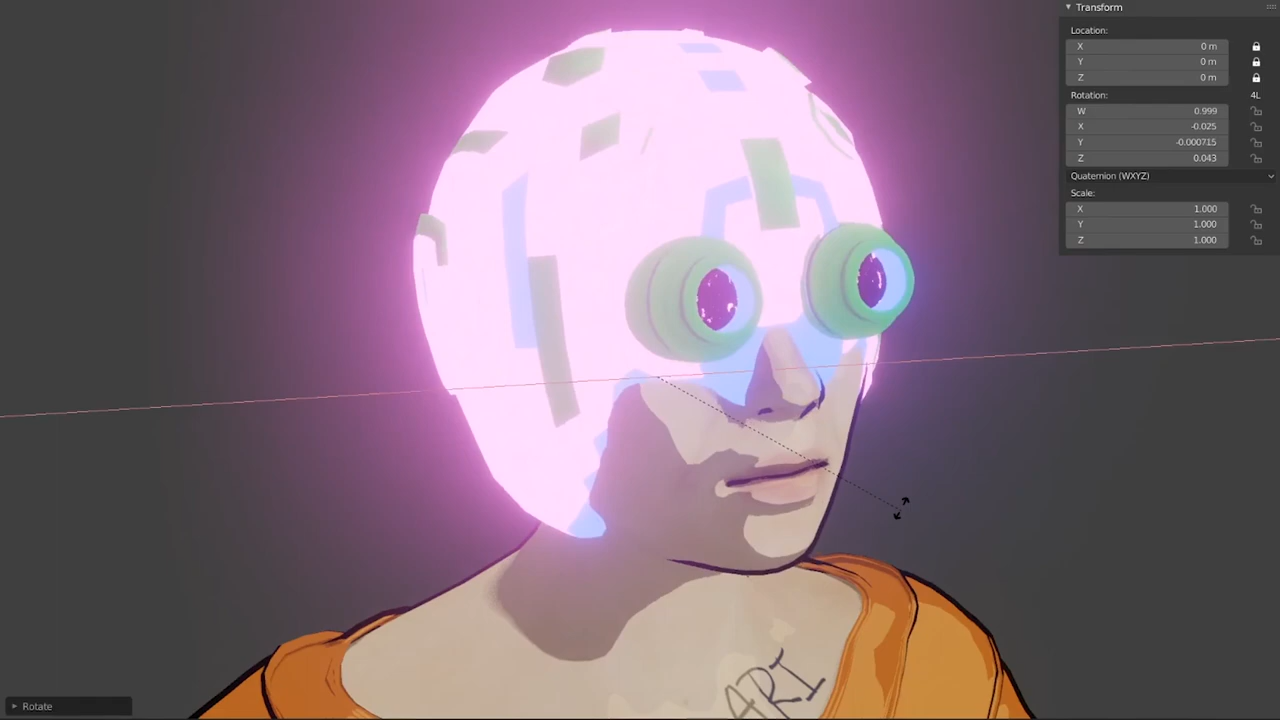 Transform
Location:
X 0 m
Y 0 m
Z 0 m
Rotation: 4L
W 0.999
X -0.025
Y -0.000715
Z 0.043
Quaternion (WXYZ)
Scale:
X 1.000
Y 1.000
Z 1.000
ARI
Rotate